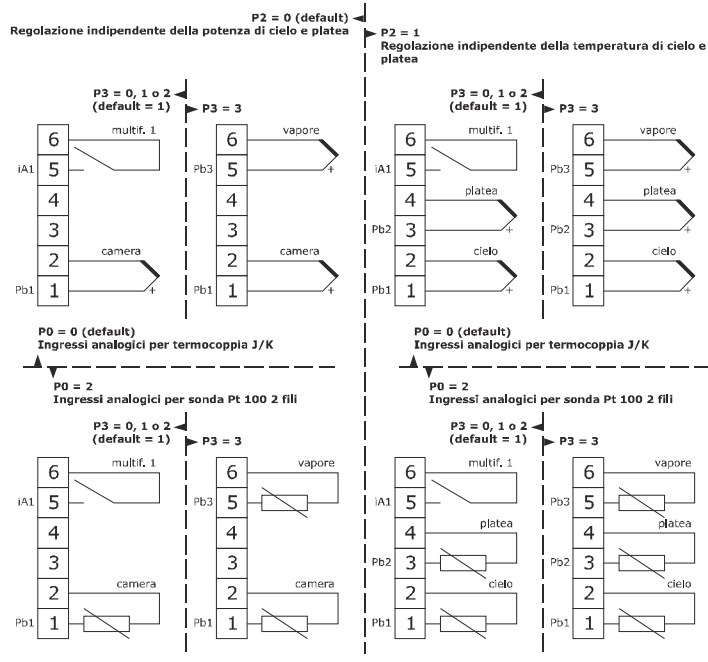 P2 = 0 (default)
Regolazione indipendente della potenza di cielo e platea
P2 = 1
Regolazione indipendente della temperatura di cielo e
platea
P3 = 0, 1 o 2
(default = 1)
P3 = 3
6 multif. 1
iA1 5
4
3
2 camera
Pb1 1 +
6 vapore
Pb3 5 +
4
3
2 camera
Pb1 1 +
P3 = 0, 1 o 2
(default = 1)
P3 = 3
6 multif. 1
iA1 5
4 platea
Pb2 3 +
2 cielo
Pb1 1 +
6 vapore
Pb3 5 +
4 platea
Pb2 3 +
2 cielo
Pb1 1 +
P0 = 0 (default)
Ingressi analogici per termocoppia J/K
P0 = 2
Ingressi analogici per sonda Pt 100 2 fili
P0 = 0 (default)
Ingressi analogici per termocoppia J/K
P0 = 2
Ingressi analogici per sonda Pt 100 2 fili
P3 = 0, 1 o 2
(default = 1)
P3 = 3
6 multif. 1
iA1 5
4
3
2 camera
Pb1 1
6 vapore
Pb3 5
4
3
2 camera
Pb1 1
P3 = 0, 1 o 2
(default = 1)
P3 = 3
6 multif. 1
iA1 5
4 platea
Pb2 3
2 cielo
Pb1 1
6 vapore
Pb3 5
4 platea
Pb2 3
2 cielo
Pb1 1